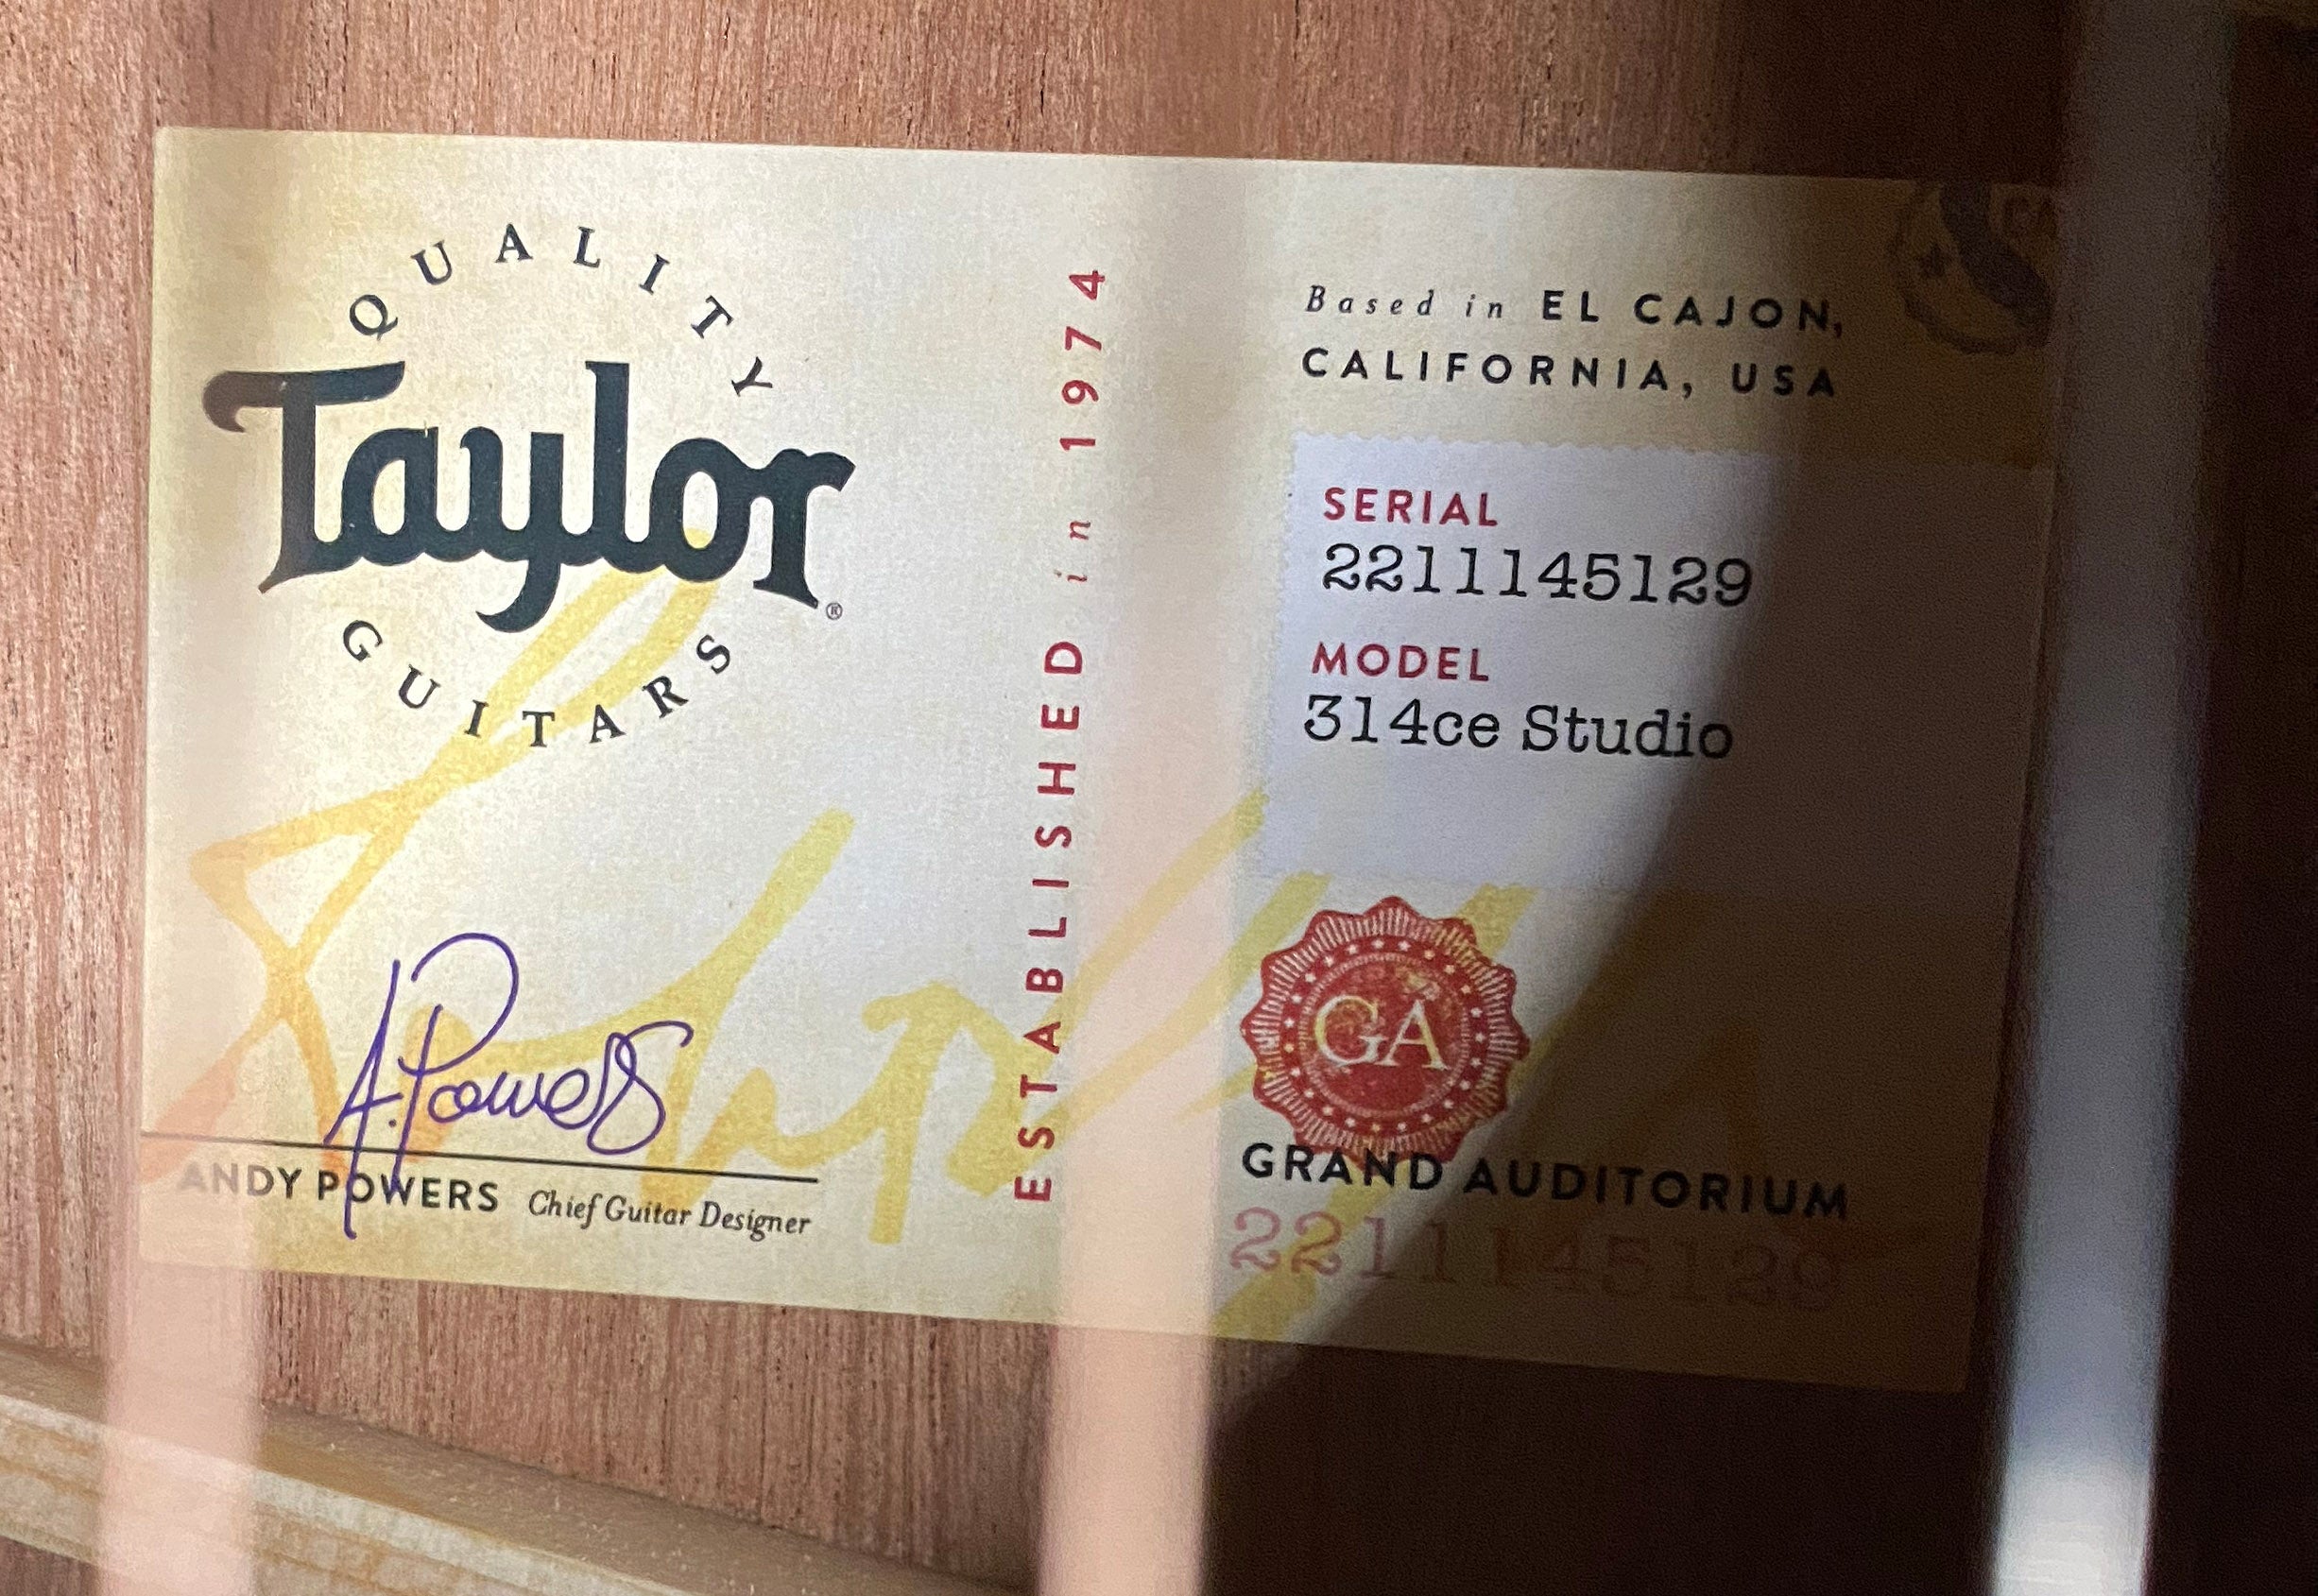 QUALITY
Taylor®
GUITARS
A. Powers
ANDY POWERS Chief Guitar Designer
ESTABLISHED in 1974
Based in EL CAJON,
CALIFORNIA, USA
SERIAL
2211145129
MODEL
314ce Studio
GA
GRAND AUDITORIUM
2211145129